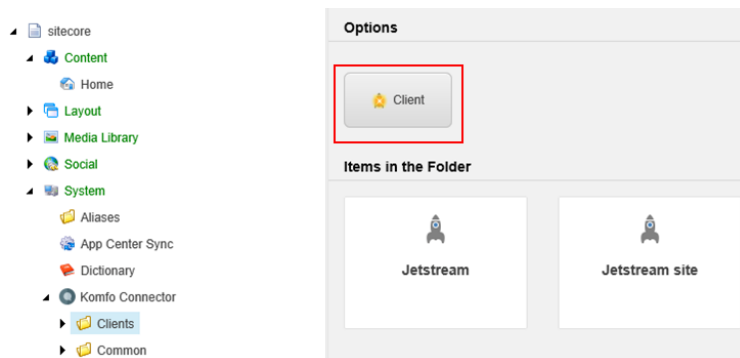 sitecore
Content
Home
Layout
Media Library
Social
System
Aliases
App Center Sync
Dictionary
Komfo Connector
Clients
Common
Options
Client
Items in the Folder
Jetstream
Jetstream site